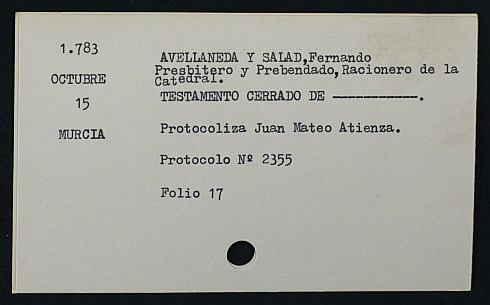 1.783
OCTUBRE
15
MURCIA
AVELLANEDA Y SALAD,Fernando
Presbitero y Prebendado,Racionero de la
Catedral.
TESTAMENTO CERRADO DE ------------.
Protocoliza Juan Mateo Atienza.
Protocolo Nº 2355
Folio 17